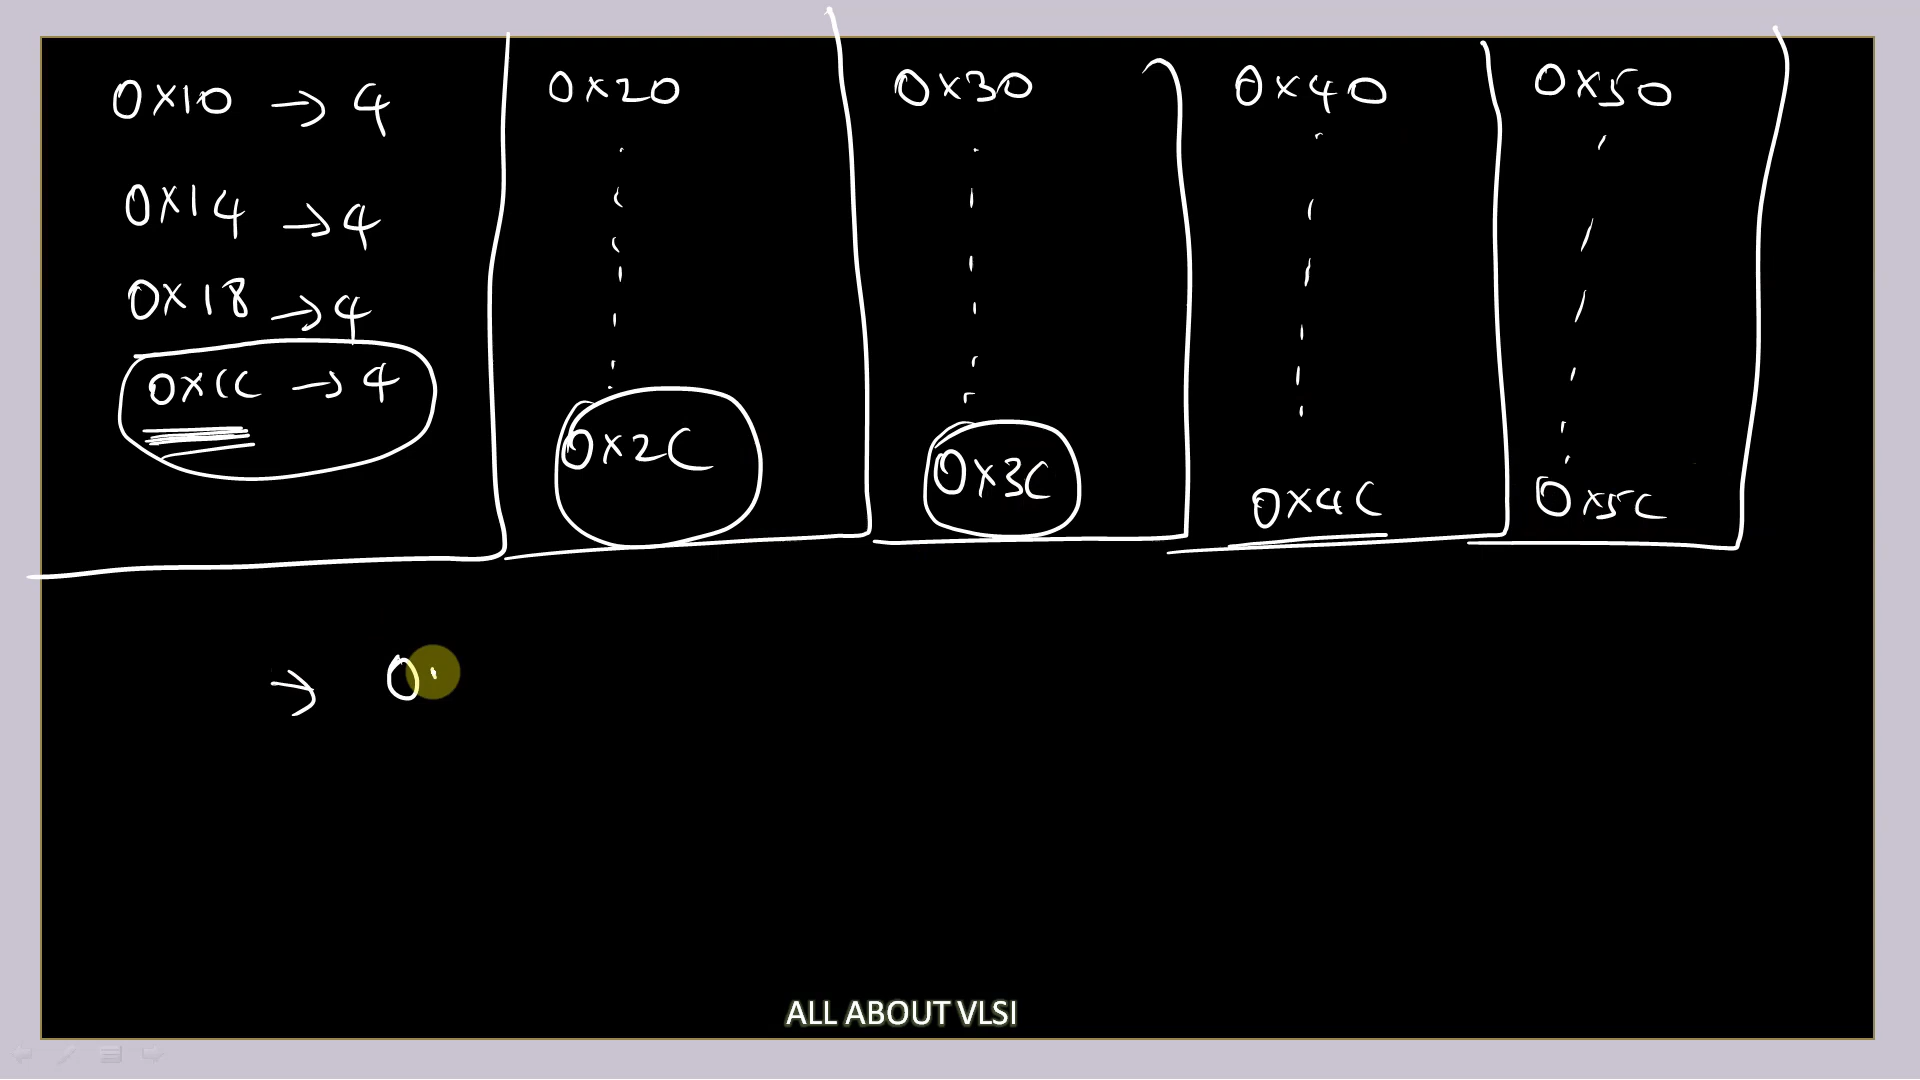 0X10 → 4
0X14 → 4
0X18 → 4
0X1C → 4
0X20
0X2C
0X30
0X3C
0X40
0X4C
0X50
0X5C
→ 0
ALL ABOUT VLSI